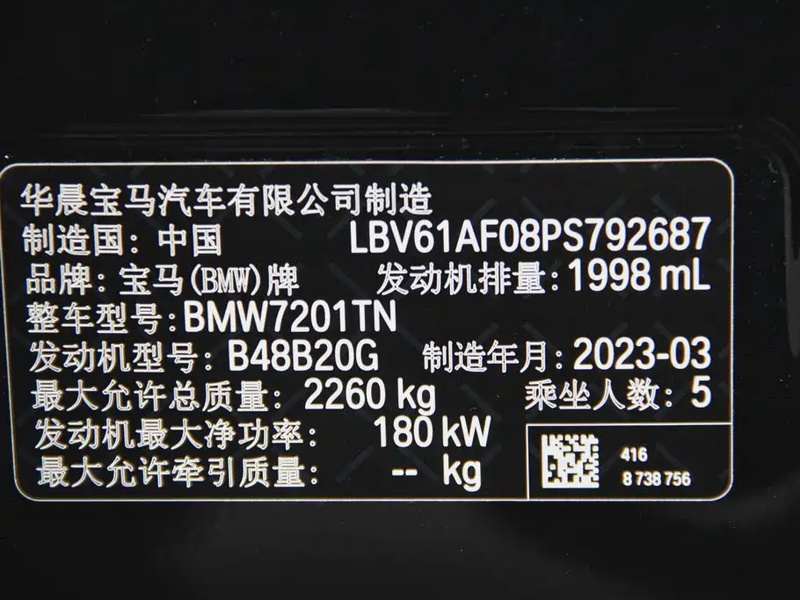 华晨宝马汽车有限公司制造
制造国：中国 LBV61AF08PS792687
品牌：宝马(BMW)牌 发动机排量：1998 mL
整车型号：BMW7201TN
发动机型号：B48B20G 制造年月：2023-03
最大允许总质量：2260 kg 乘坐人数：5
发动机最大净功率：180 kW
最大允许牵引质量：-- kg
416
8 738 756